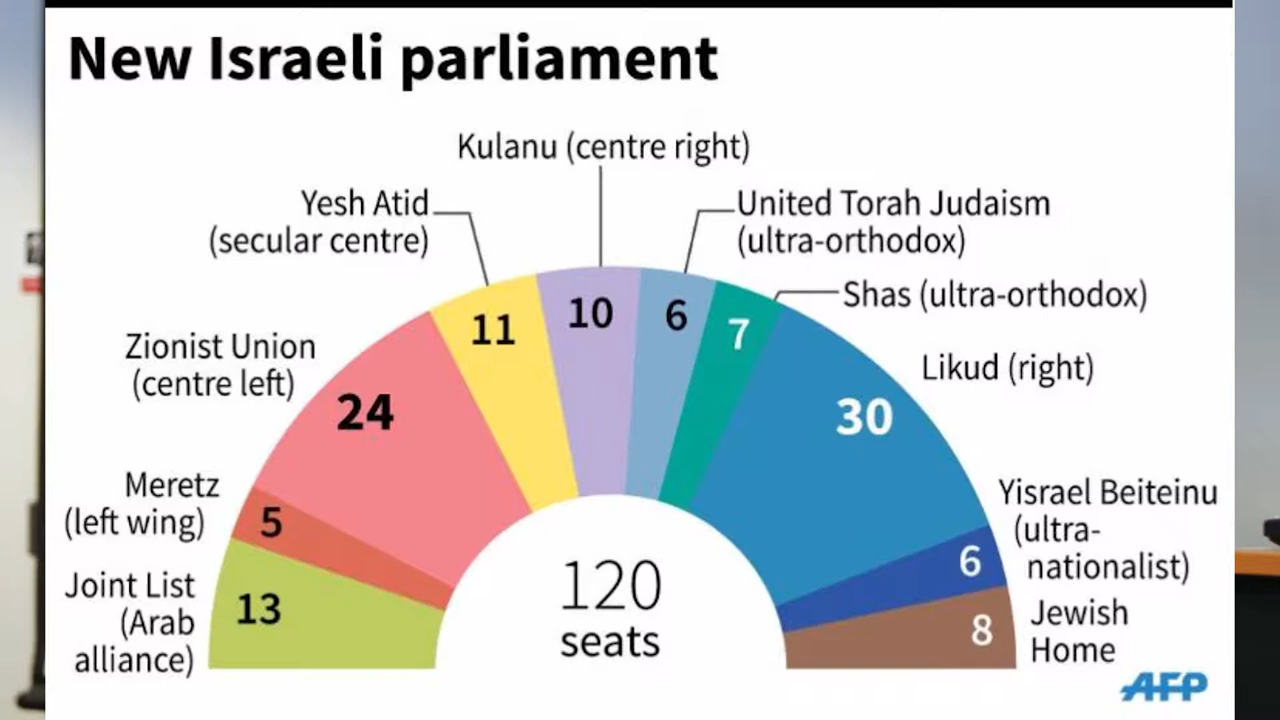 New Israeli parliament
Kulanu (centre right)
Yesh Atid
(secular centre)
United Torah Judaism
(ultra-orthodox)
Shas (ultra-orthodox)
Zionist Union
(centre left)
Likud (right)
Meretz
(left wing)
Yisrael Beiteinu
(ultra-
nationalist)
Joint List
(Arab
alliance)
Jewish
Home
13
5
24
11
10
6
7
30
6
8
120
seats
AFP